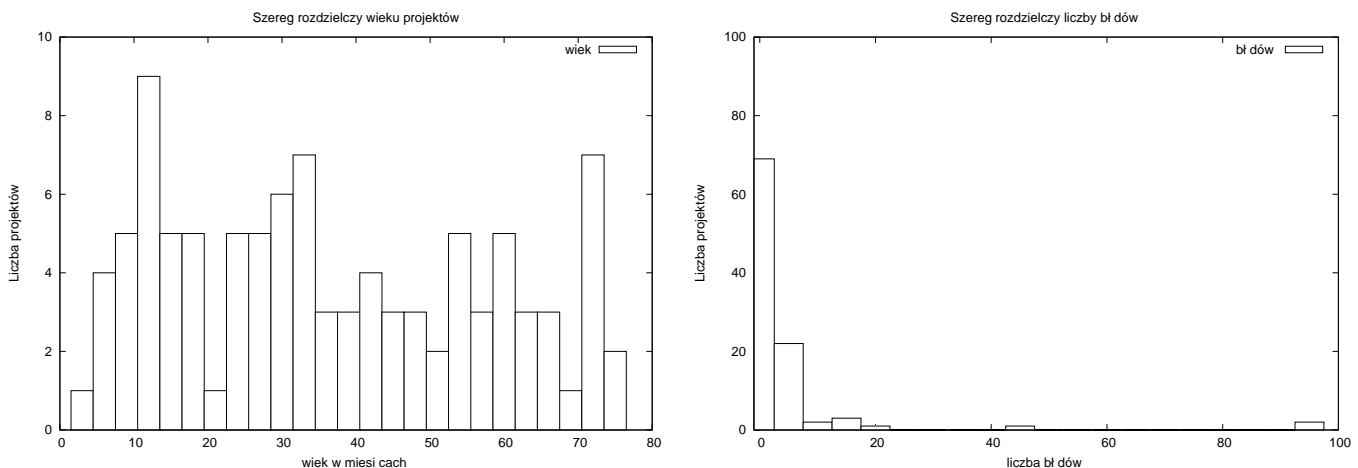 Szereg rozdzielczy wieku projektów
10
8
6
4
2
0
Liczba projektów
wiek
0 10 20 30 40 50 60 70 80
wiek w miesi cach
Szereg rozdzielczy liczby bł dów
100
80
60
40
20
0
Liczba projektów
bł dów
0 20 40 60 80 100
liczba bł dów